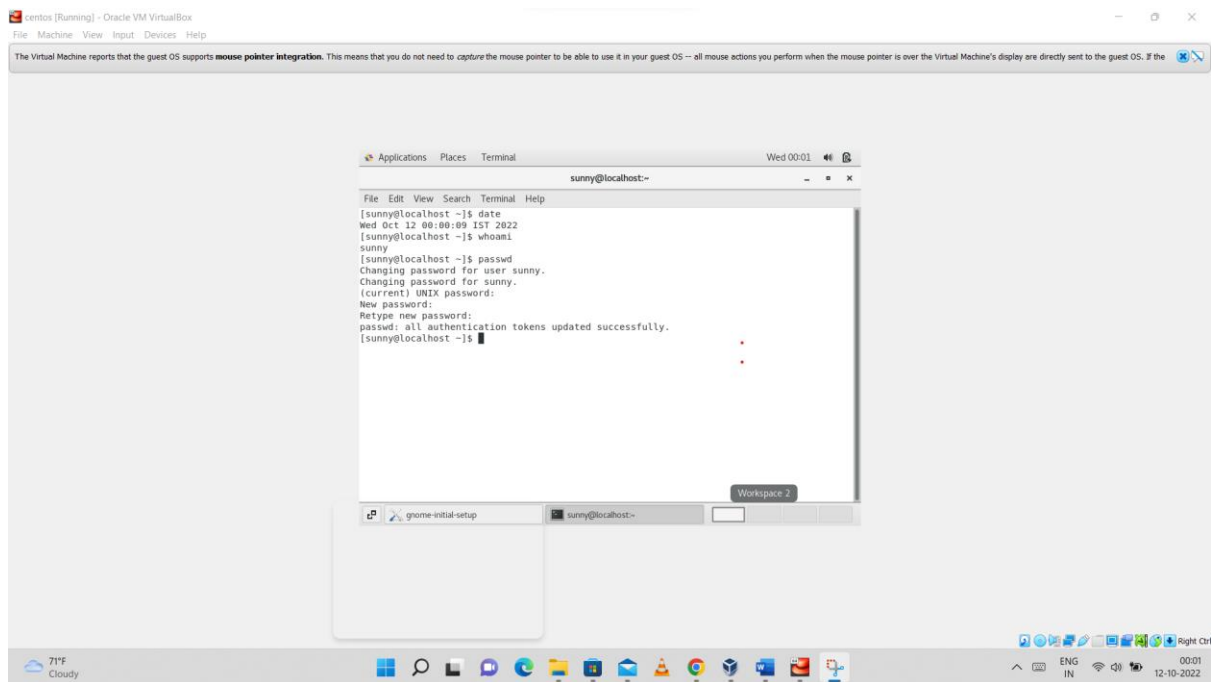 centos [Running] - Oracle VM VirtualBox
File Machine View Input Devices Help
The Virtual Machine reports that the guest OS supports mouse pointer integration. This means that you do not need to capture the mouse pointer to be able to use it in your guest OS -- all mouse actions you perform when the mouse pointer is over the Virtual Machine's display are directly sent to the guest OS. If the
Applications Places Terminal Wed 00:01
sunny@localhost:~
File Edit View Search Terminal Help
[sunny@localhost ~]$ date
Wed Oct 12 00:00:09 IST 2022
[sunny@localhost ~]$ whoami
sunny
[sunny@localhost ~]$ passwd
Changing password for user sunny.
Changing password for sunny.
(current) UNIX password:
New password:
Retype new password:
passwd: all authentication tokens updated successfully.
[sunny@localhost ~]$
Workspace 2
gnome-initial-setup sunny@localhost:~
Right Ctrl
71°F
Cloudy
ENG
IN
00:01
12-10-2022